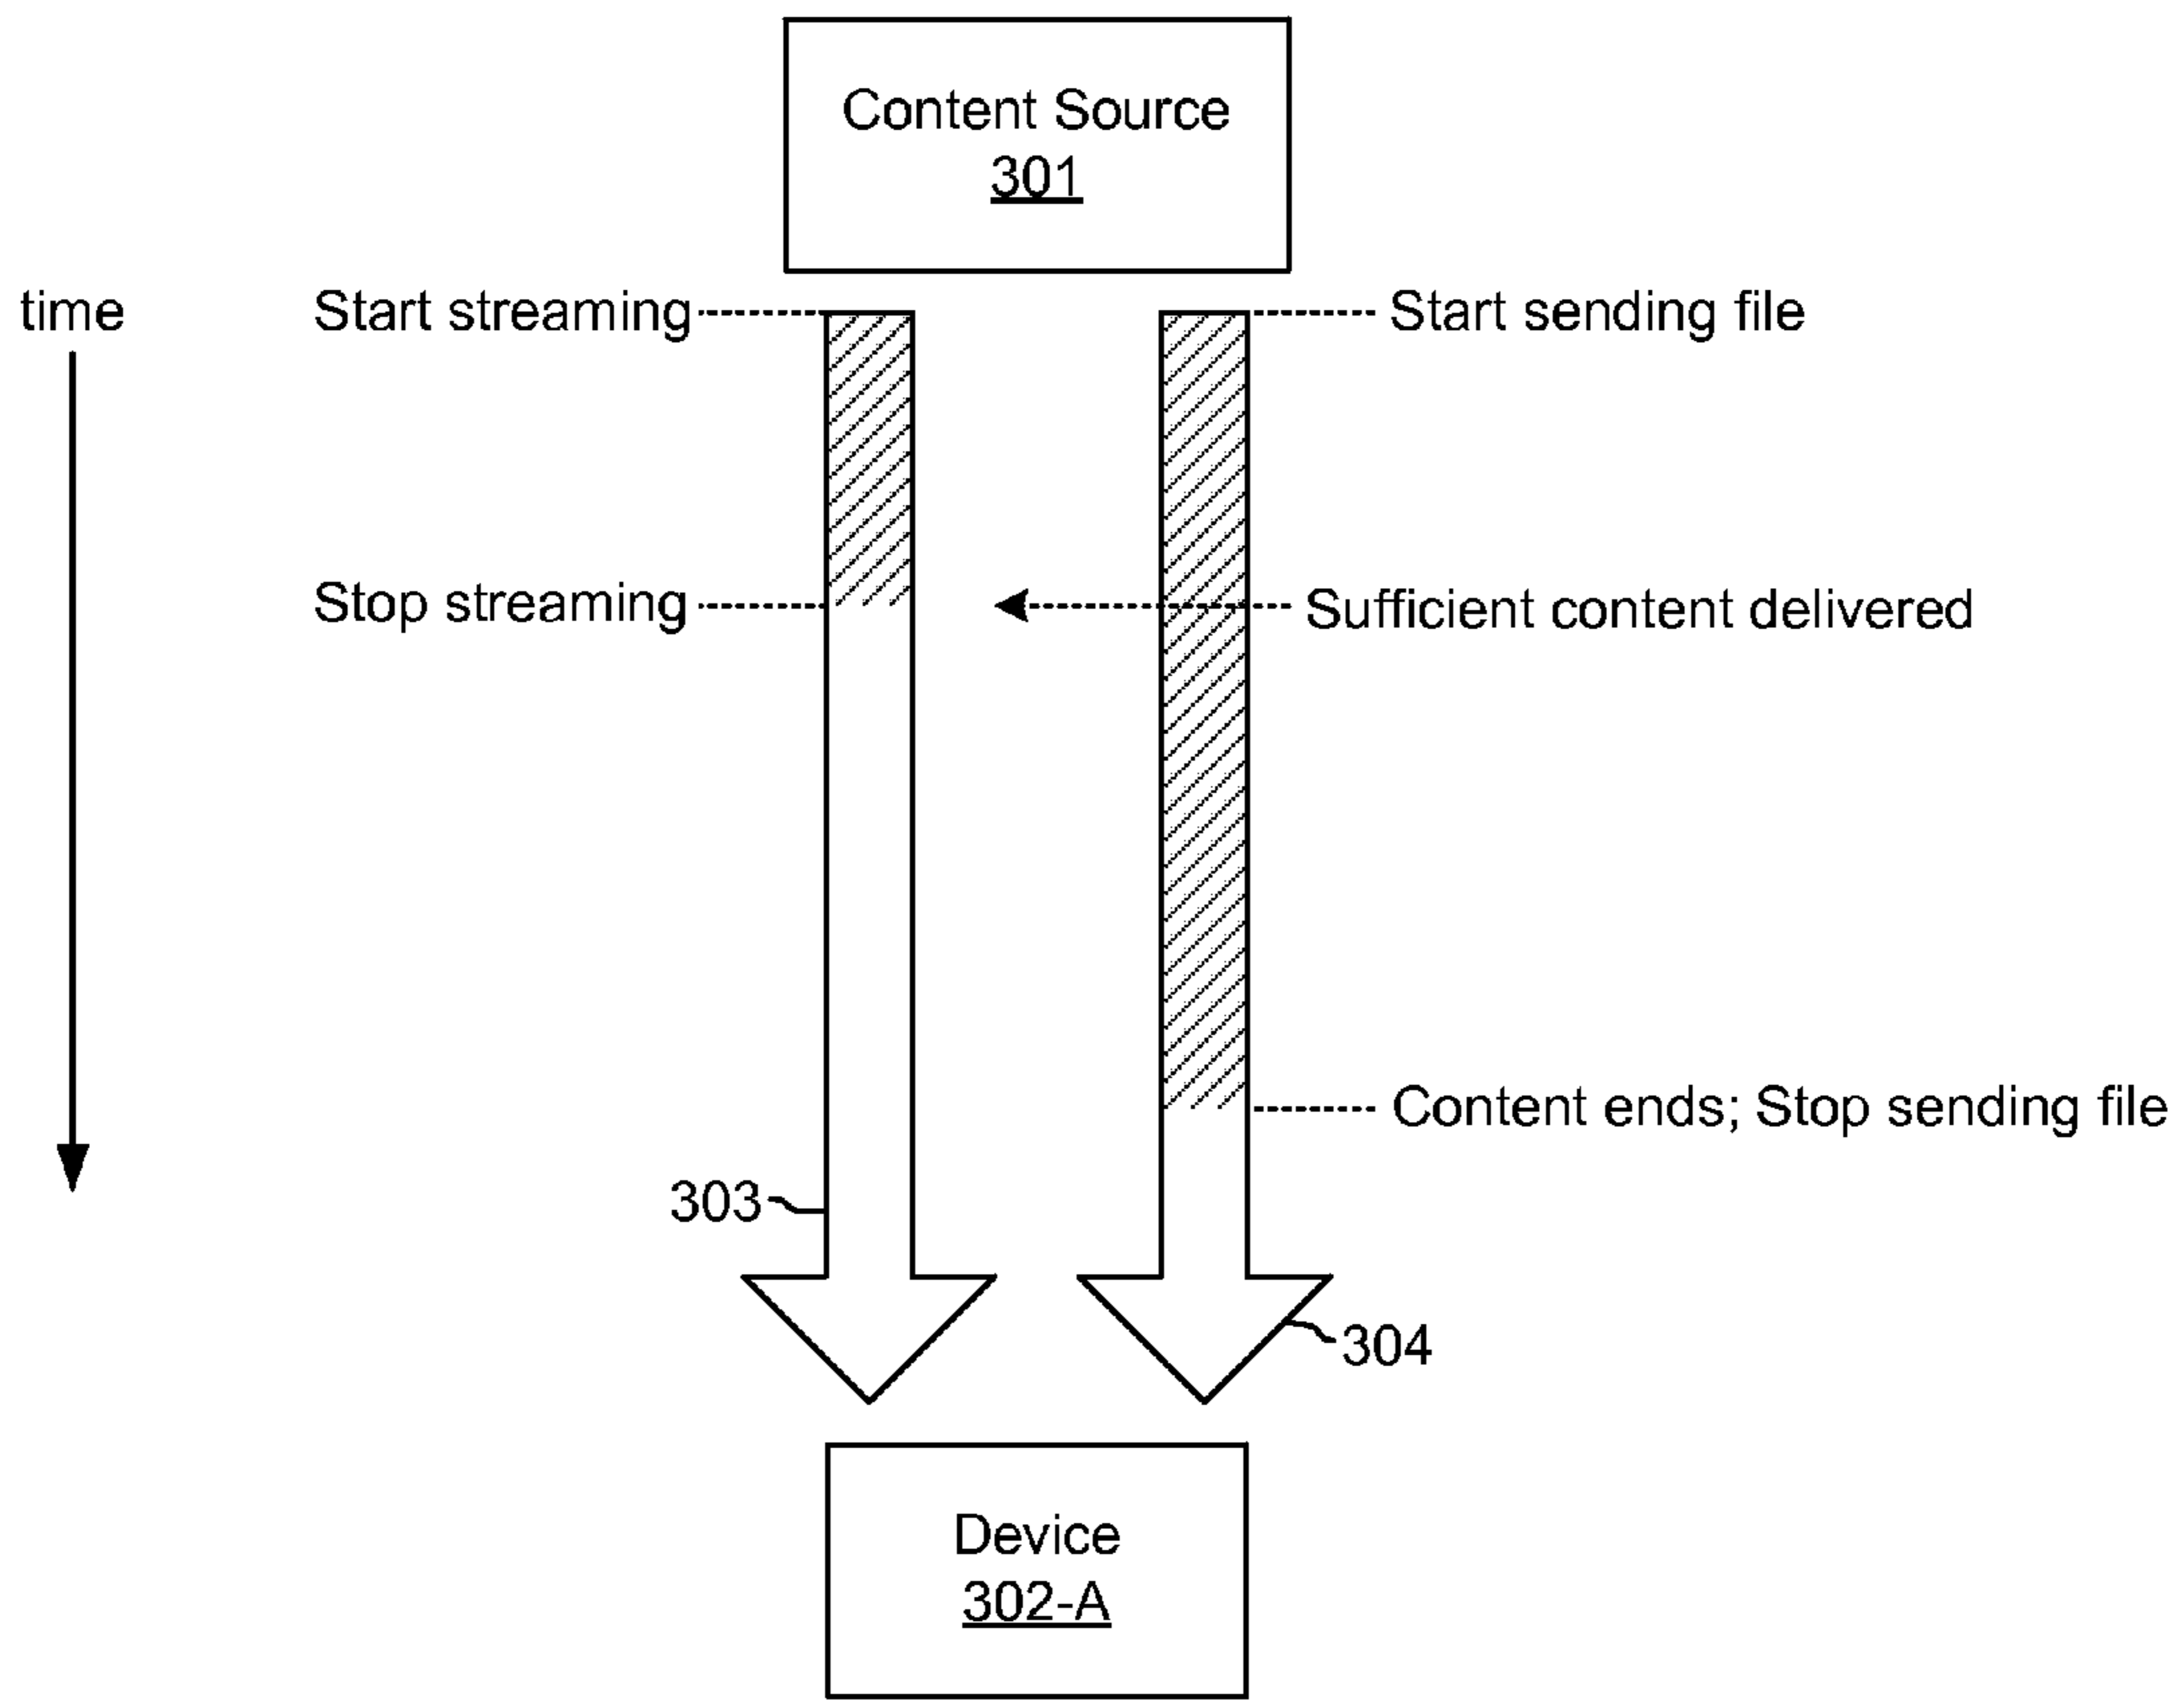 Content Source
301
time
Start streaming
Start sending file
Stop streaming
Sufficient content delivered
Content ends; Stop sending file
303
304
Device
302-A